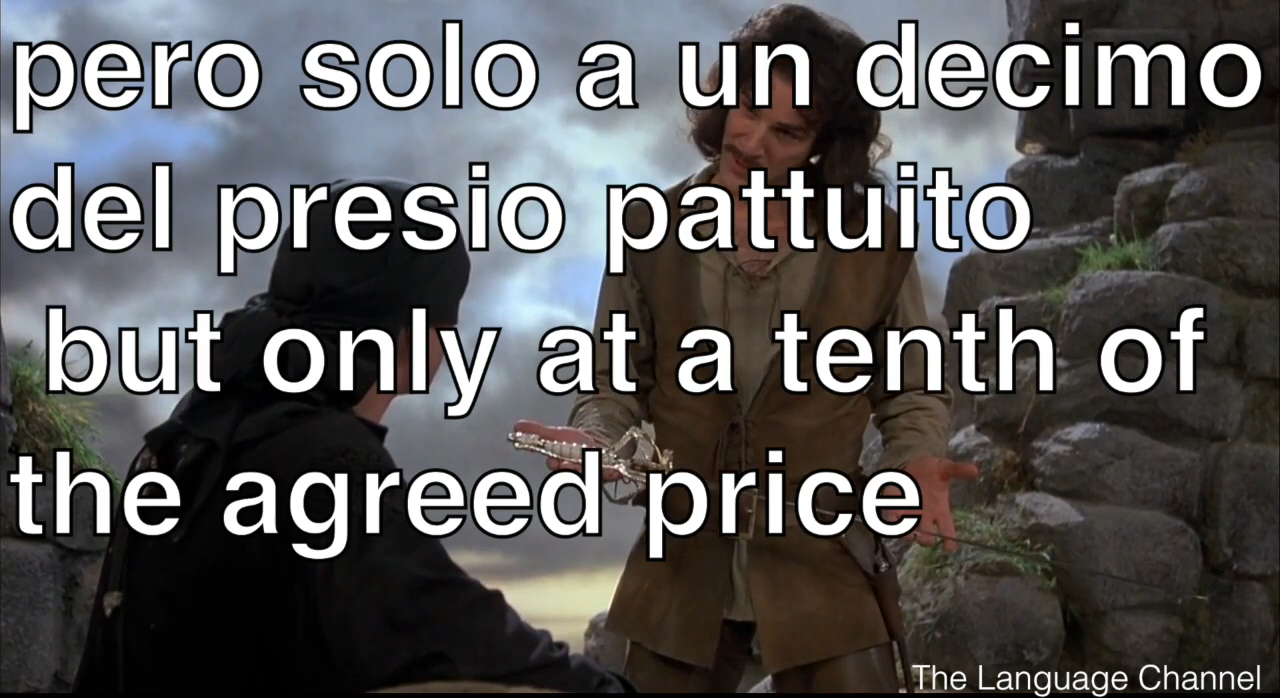 pero solo a un decimo
del presio pattuito
but only at a tenth of
the agreed price
The Language Channel